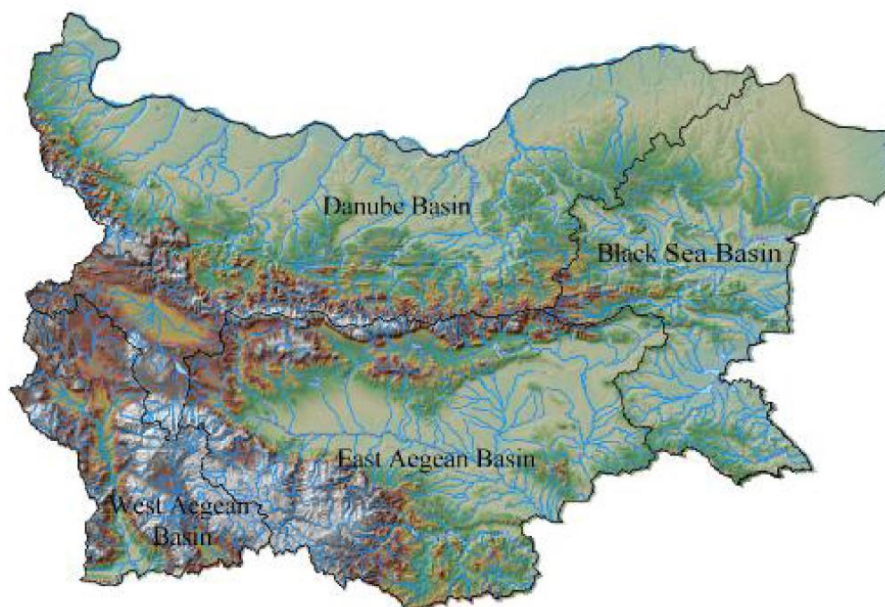 Danube Basin
Black Sea Basin
East Aegean Basin
West Aegean
Basin